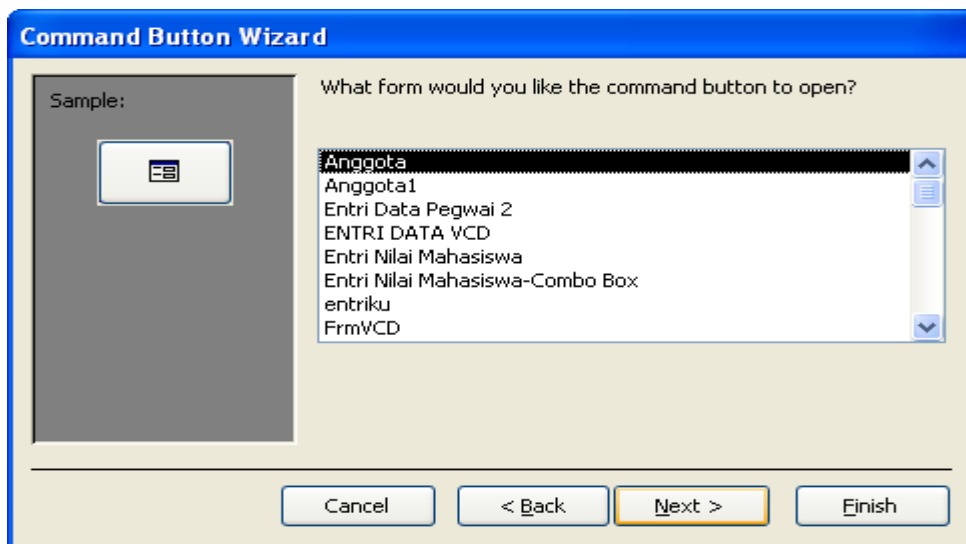 Command Button Wizard
Sample:
What form would you like the command button to open?
Anggota
Anggota1
Entri Data Pegwai 2
ENTRI DATA VCD
Entri Nilai Mahasiswa
Entri Nilai Mahasiswa-Combo Box
entriku
FrmVCD
Cancel
< Back
Next >
Finish